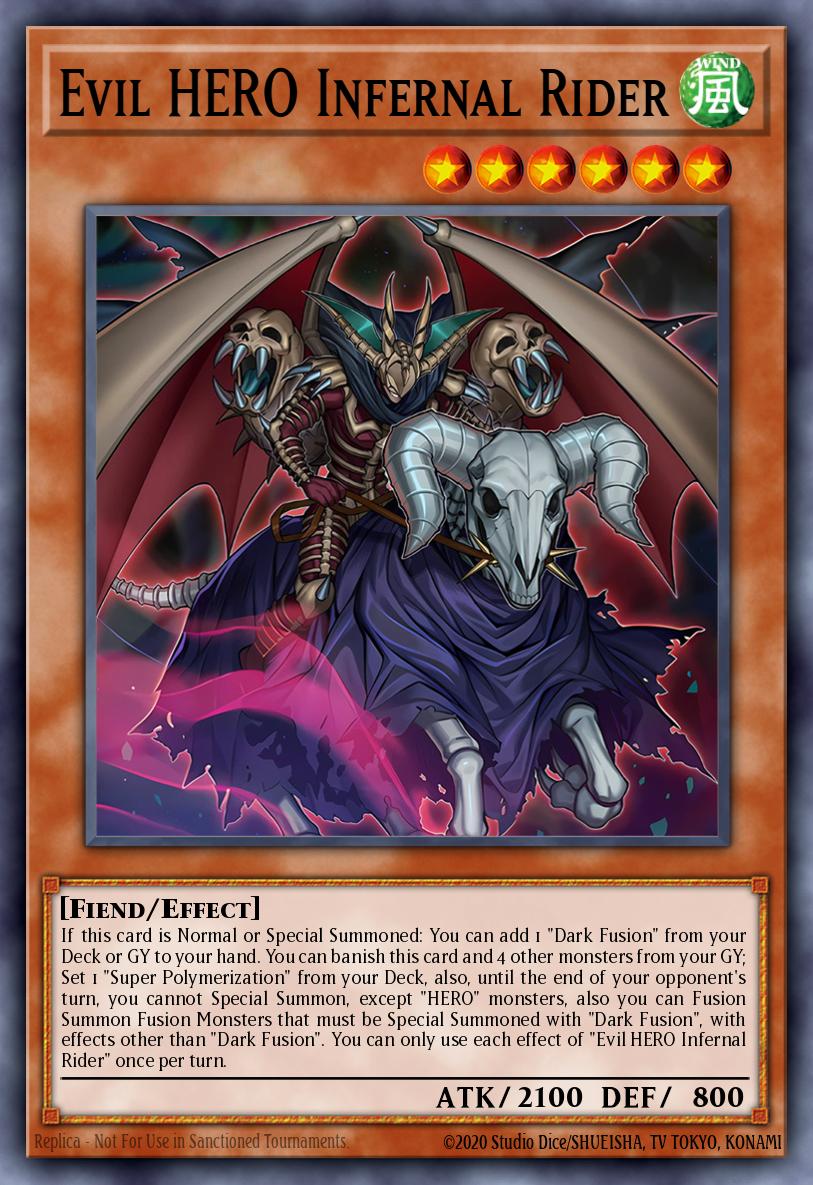 Evil HERO Infernal Rider
WIND
風
[Fiend/Effect]
If this card is Normal or Special Summoned: You can add 1 "Dark Fusion" from your
Deck or GY to your hand. You can banish this card and 4 other monsters from your GY;
Set 1 "Super Polymerization" from your Deck, also, until the end of your opponent's
turn, you cannot Special Summon, except "HERO" monsters, also you can Fusion
Summon Fusion Monsters that must be Special Summoned with "Dark Fusion", with
effects other than "Dark Fusion". You can only use each effect of "Evil HERO Infernal
Rider" once per turn.
ATK/ 2100 DEF/ 800
Replica - Not For Use in Sanctioned Tournaments.
©2020 Studio Dice/SHUEISHA, TV TOKYO, KONAMI